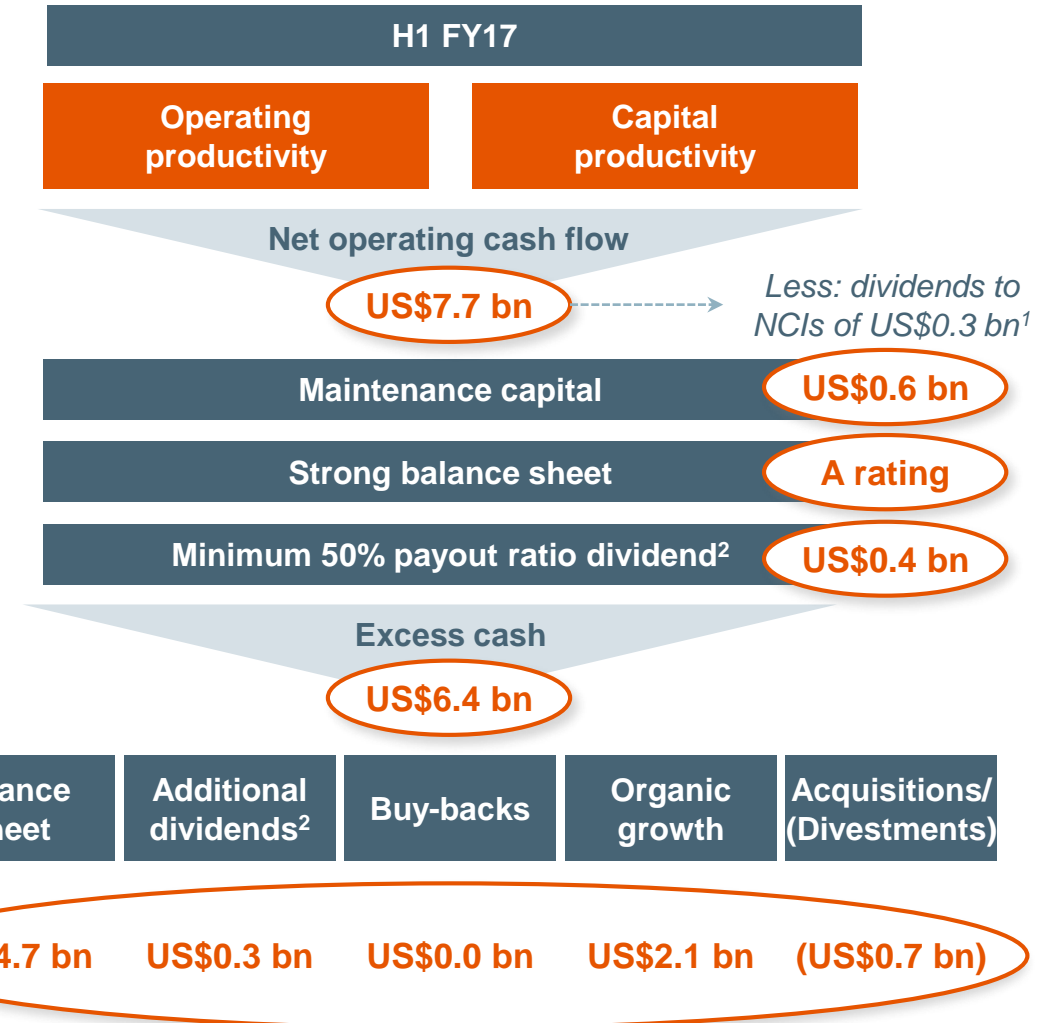 H1 FY17
Operating
productivity
Capital
productivity
Net operating cash flow
US$7.7 bn
Less: dividends to
NCIs of US$0.3 bn¹
Maintenance capital
US$0.6 bn
Strong balance sheet
A rating
Minimum 50% payout ratio dividend²
US$0.4 bn
Excess cash
US$6.4 bn
Additional
dividends²
Buy-backs
Organic
growth
Acquisitions/
(Divestments)
4.7 bn
US$0.3 bn
US$0.0 bn
US$2.1 bn
(US$0.7 bn)